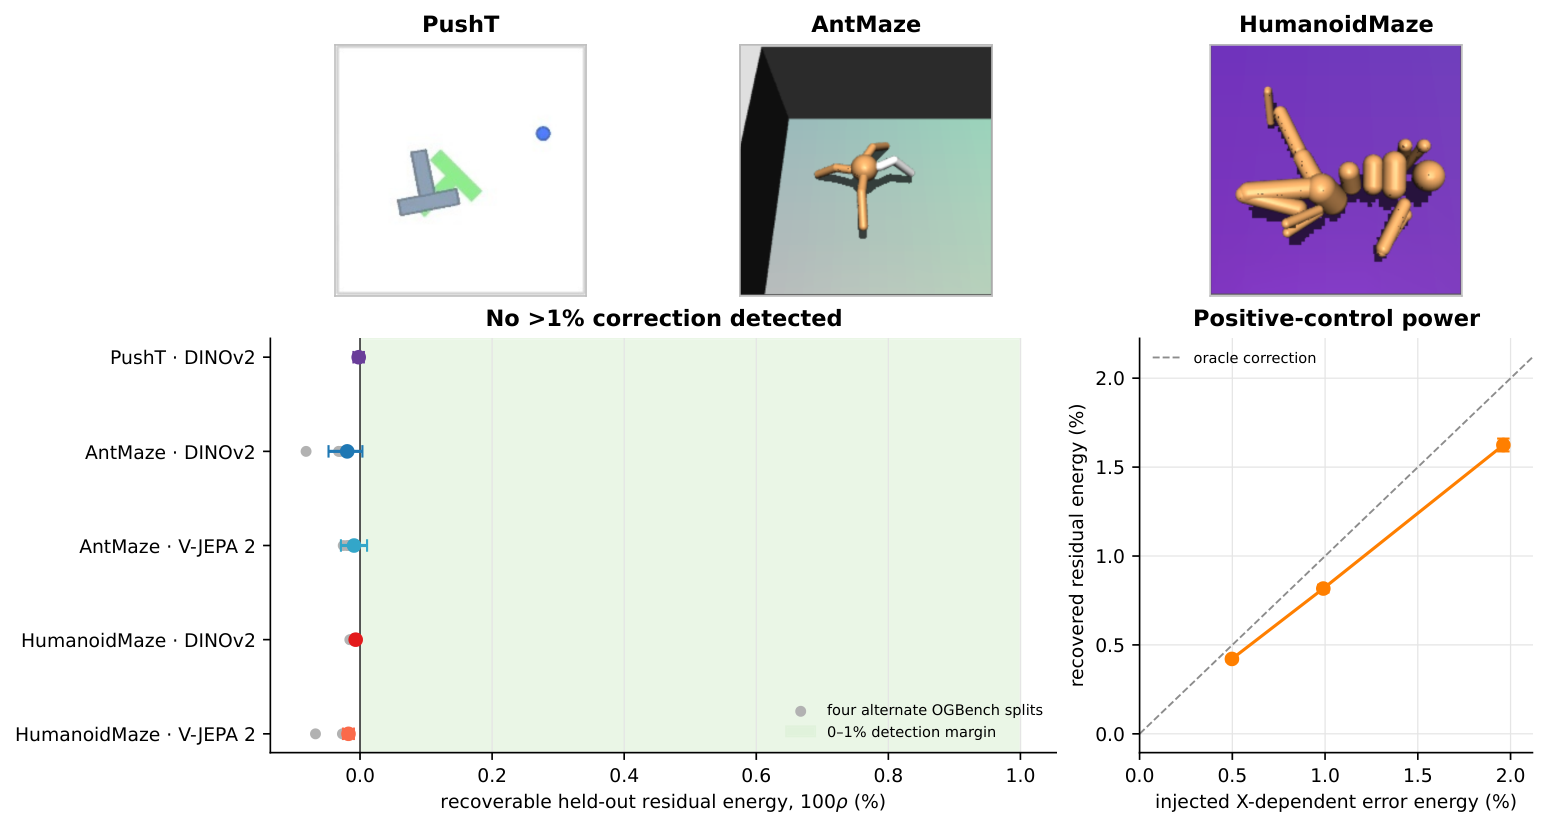 PushT
AntMaze
HumanoidMaze
No >1% correction detected
PushT · DINOv2
AntMaze · DINOv2
AntMaze · V-JEPA 2
HumanoidMaze · DINOv2
HumanoidMaze · V-JEPA 2
four alternate OGBench splits
0–1% detection margin
0.0 0.2 0.4 0.6 0.8 1.0
recoverable held-out residual energy, 100ρ (%)
Positive-control power
oracle correction
recovered residual energy (%)
2.0
1.5
1.0
0.5
0.0
0.0 0.5 1.0 1.5 2.0
injected X-dependent error energy (%)